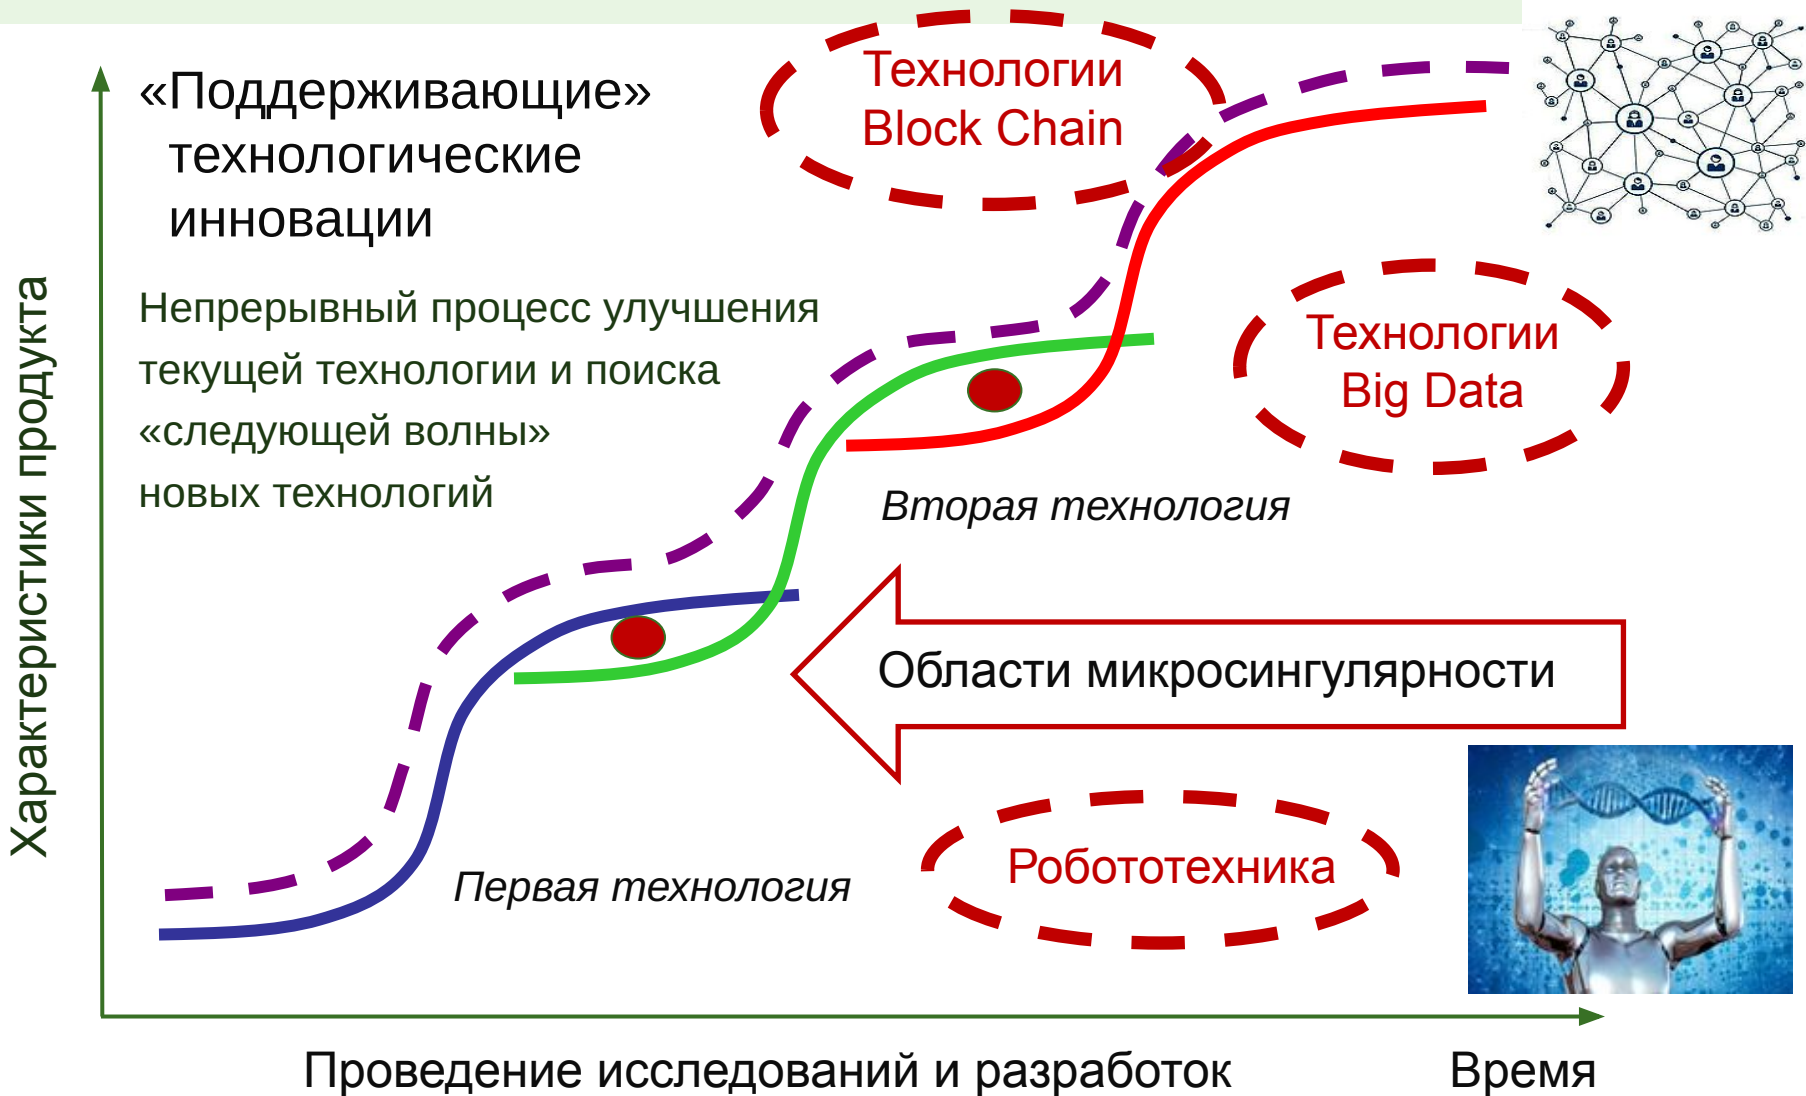 «Поддерживающие»
технологические
инновации
Непрерывный процесс улучшения
текущей технологии и поиска
«следующей волны»
новых технологий
Технологии
Block Chain
Технологии
Big Data
Вторая технология
Области микросингулярности
Первая технология
Робототехника
Характеристики продукта
Проведение исследований и разработок
Время